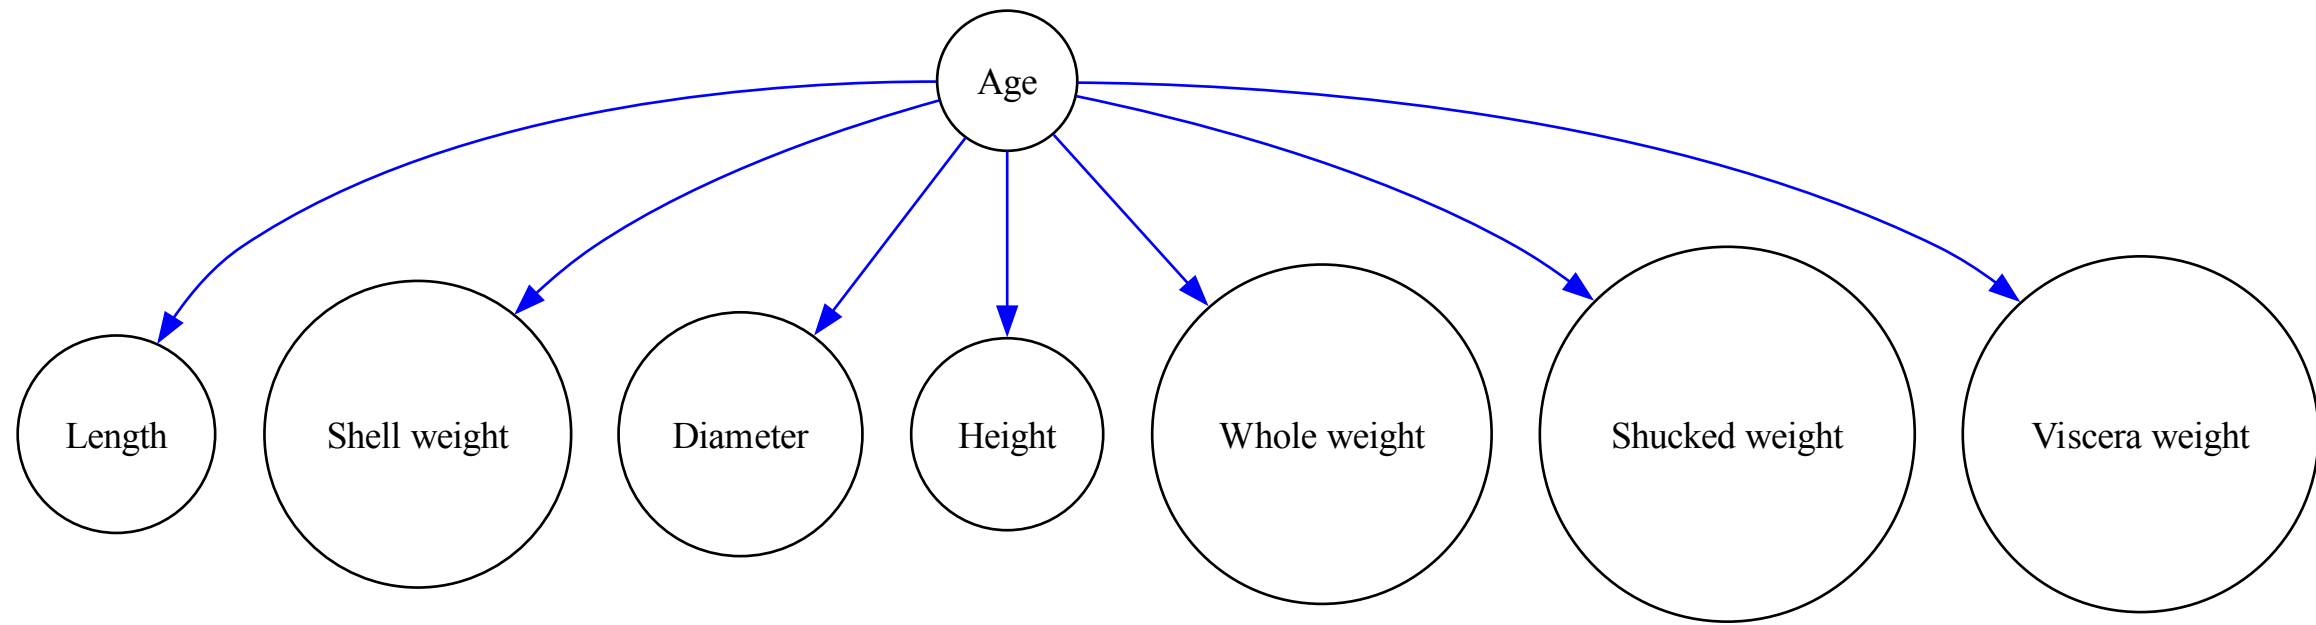 Age
Length
Shell weight
Diameter
Height
Whole weight
Shucked weight
Viscera weight